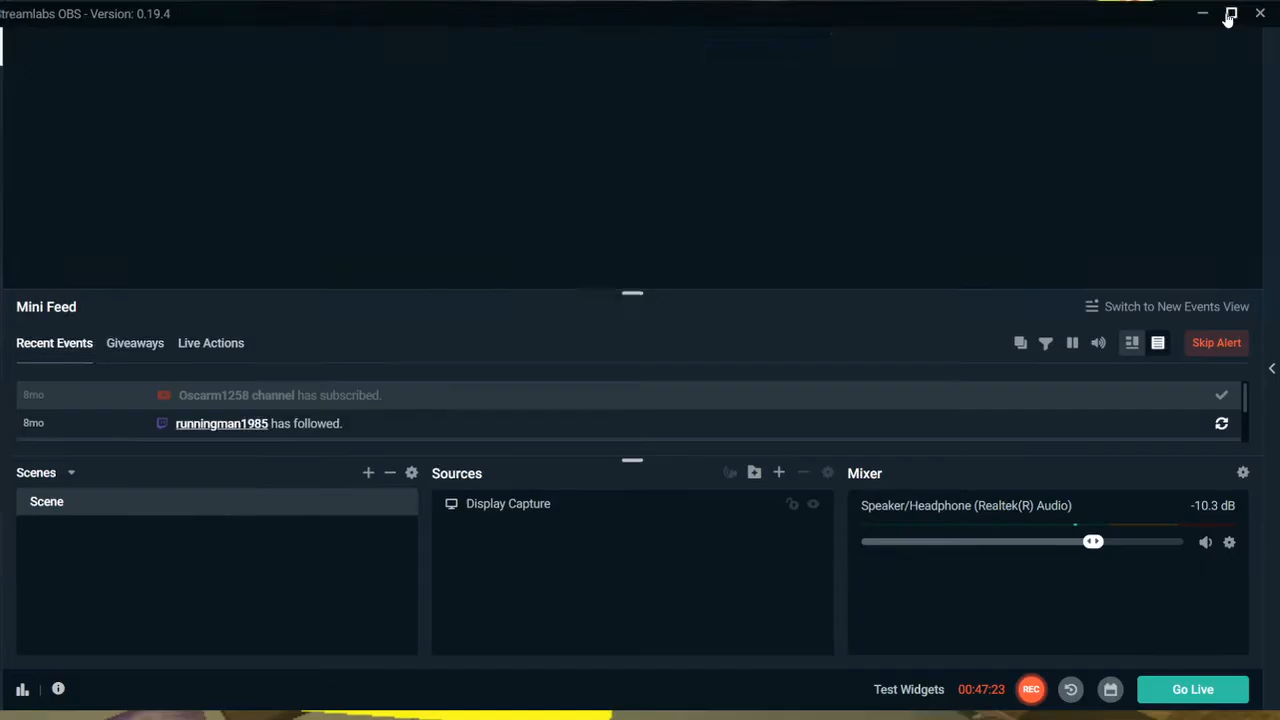 treamlabs OBS - Version: 0.19.4
Mini Feed
Switch to New Events View
Recent Events
Giveaways
Live Actions
Skip Alert
8mo
Oscarm1258 channel has subscribed.
8mo
runningman1985 has followed.
Scenes
Sources
Mixer
Scene
Display Capture
Speaker/Headphone (Realtek(R) Audio)
-10.3 dB
Test Widgets
00:47:23
REC
Go Live